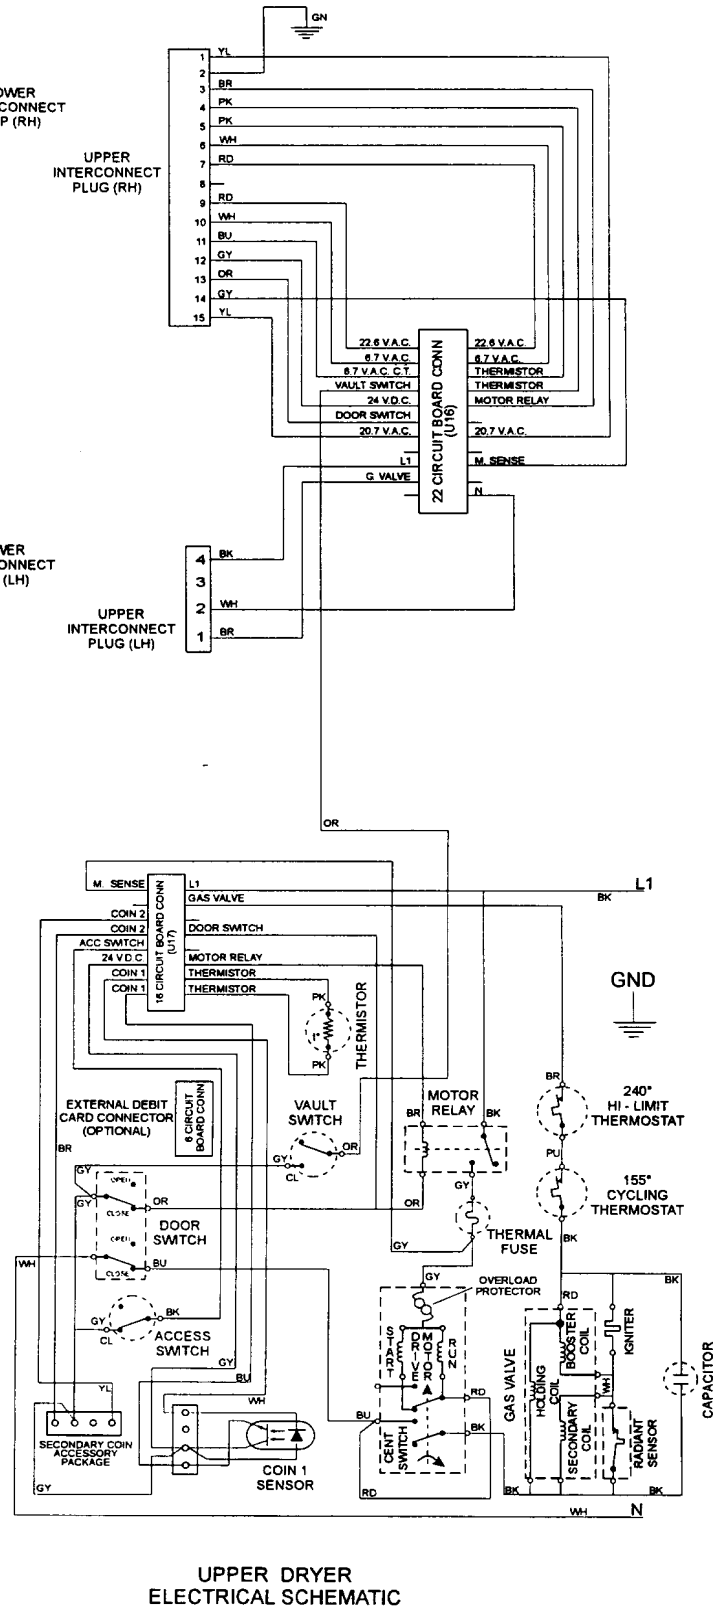 GN
OWER
CONNECT
P (RH)
UPPER
INTERCONNECT
PLUG (RH)
1 YL
2
3 BR
4 PK
5 PK
6 WH
7 RD
8
9 RD
10 WH
11 BU
12 GY
13 OR
14 GY
15 YL
22 CIRCUIT BOARD CONN
(U16)
22.6 V.A.C. 22.6 V.A.C.
6.7 V.A.C. 6.7 V.A.C.
6.7 V.A.C. C.T. THERMISTOR
VAULT SWITCH THERMISTOR
24 V.D.C. MOTOR RELAY
DOOR SWITCH
20.7 V.A.C. 20.7 V.A.C.
L1 M. SENSE
G. VALVE
N
WER
ONNECT
(LH)
UPPER
INTERCONNECT
PLUG (LH)
4 BK
3
2 WH
1 BR
OR
16 CIRCUIT BOARD CONN
(U17)
M. SENSE L1
GAS VALVE
COIN 2
COIN 2 DOOR SWITCH
ACC SWITCH
24 V.D.C. MOTOR RELAY
COIN 1 THERMISTOR
COIN 1 THERMISTOR
BK
L1
GND
PK
T°
PK
THERMISTOR
EXTERNAL DEBIT
CARD CONNECTOR
(OPTIONAL)
6 CIRCUIT
BOARD CONN
VAULT
SWITCH
OR
GY
CL
MOTOR
RELAY
BR
BK
OR
GY
BR
240°
HI - LIMIT
THERMOSTAT
PU
155°
CYCLING
THERMOSTAT
BK
BR
GY
GY
OPEN
CLOSE
OR
DOOR
SWITCH
OPEN
CLOSE
BU
WH
THERMAL
FUSE
GY
GY
OVERLOAD
PROTECTOR
GY
CL
BK
ACCESS
SWITCH
GY
BU
WH
YL
SECONDARY COIN
ACCESSORY
PACKAGE
GY
COIN 1
SENSOR
START
DRIVE
MOTOR
RUN
RD
BU
BK
CENT
SWITCH
RD
RD
GAS VALVE
HOLDING
COIL
BOOSTER
COIL
WH
SECONDARY
COIL
IGNITER
RADIANT
SENSOR
BK
CAPACITOR
BK
BK
WH
N
UPPER DRYER
ELECTRICAL SCHEMATIC